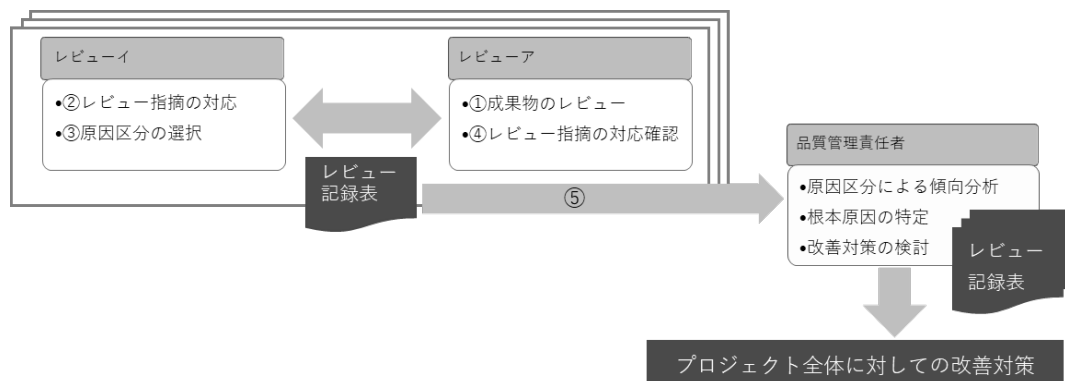 レビューイ
•②レビュー指摘の対応
•③原因区分の選択
レビューア
•①成果物のレビュー
•④レビュー指摘の対応確認
レビュー
記録表
⑤
品質管理責任者
•原因区分による傾向分析
•根本原因の特定
•改善対策の検討
レビュー
記録表
プロジェクト全体に対しての改善対策